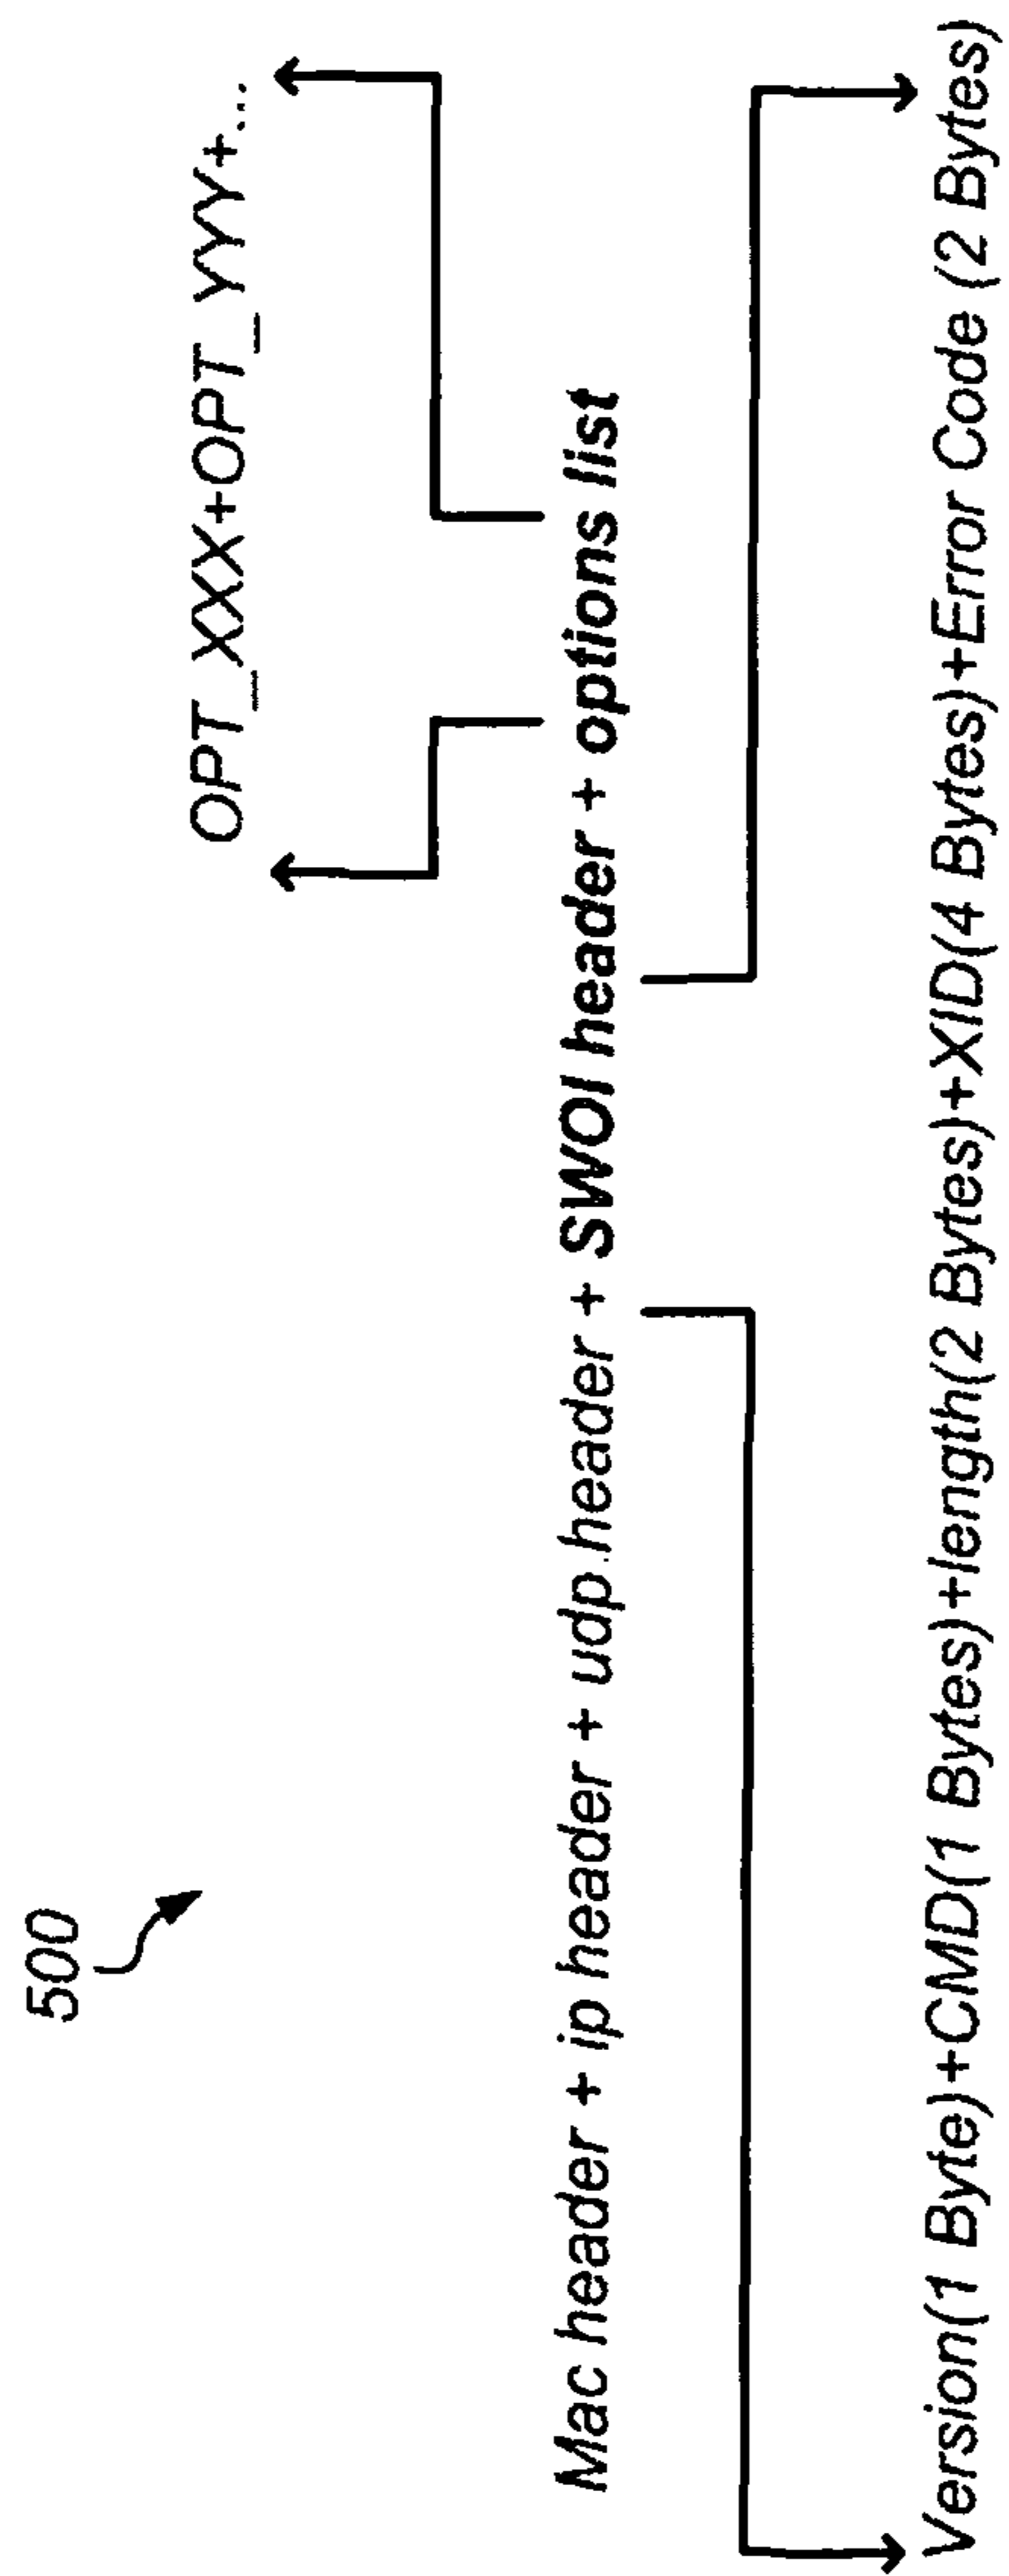 500
OPT_XXX+OPT_YYY+...
Mac header + ip header + udp header + SWOI header + options list
Version(1 Byte)+CMD(1 Bytes)+length(2 Bytes)+XID(4 Bytes)+Error Code (2 Bytes)